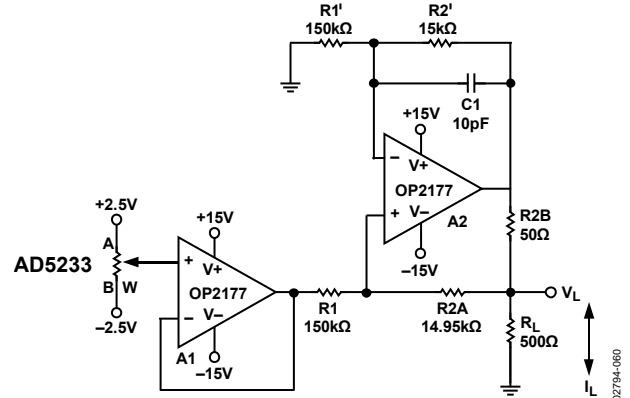 R1'
150kΩ
R2'
15kΩ
C1
10pF
+15V
V+
−
OP2177
+
V−
A2
−15V
R2B
50Ω
+2.5V
A
AD5233
B
W
−2.5V
+15V
+
V+
OP2177
−
V−
A1
−15V
R1
150kΩ
R2A
14.95kΩ
VL
RL
500Ω
IL
02794-060